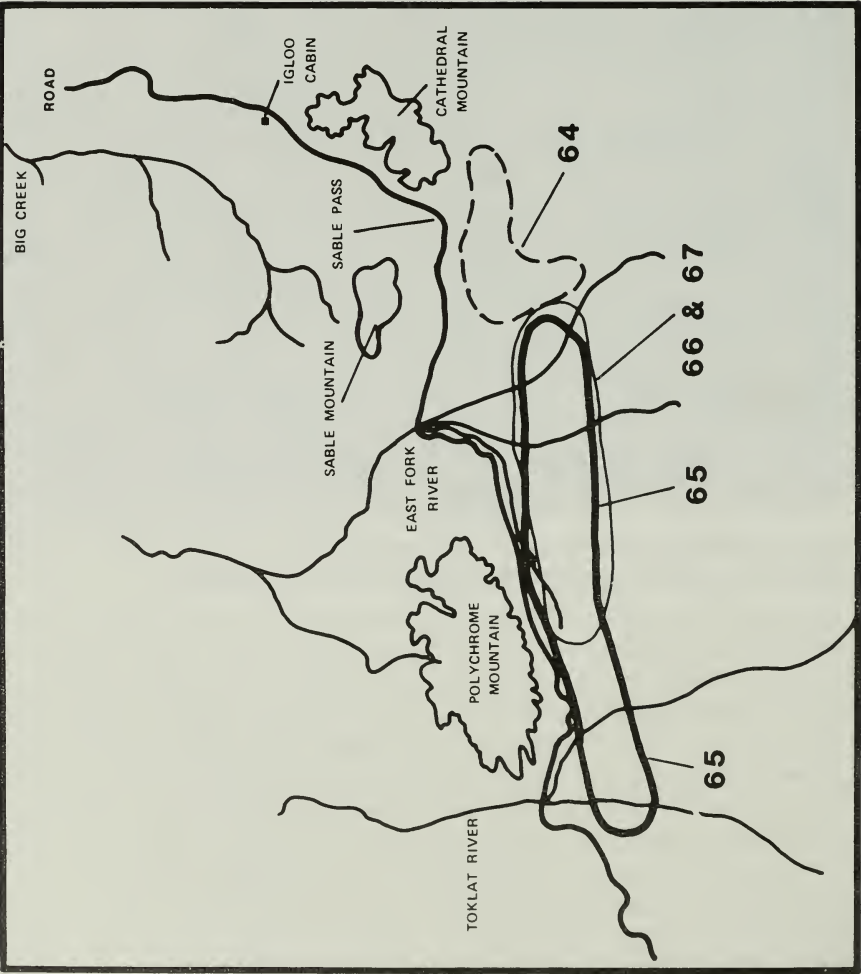 ROAD
IGLOO
CABIN
CATHEDRAL
MOUNTAIN
BIG CREEK
SABLE PASS
64
SABLE MOUNTAIN
66 & 67
EAST FORK
RIVER
65
POLYCHROME
MOUNTAIN
65
TOKLAT RIVER